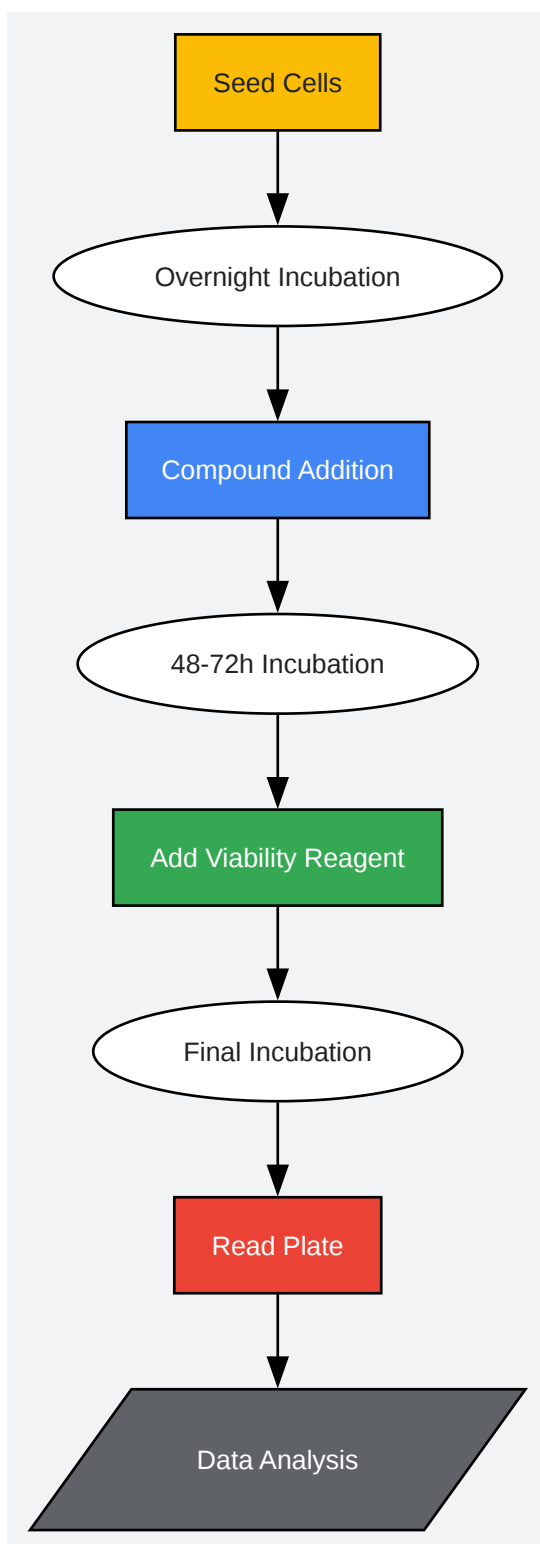 Seed Cells
Overnight Incubation
Compound Addition
48-72h Incubation
Add Viability Reagent
Final Incubation
Read Plate
Data Analysis